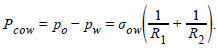 P_cow = p_o − p_w = σ_ow(1/R_1 + 1/R_2).